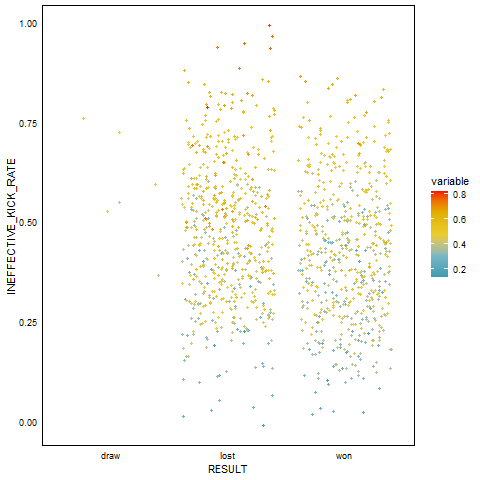 1.00
0.75
0.50
0.25
0.00
INEFFECTIVE_KICK_RATE
draw lost won
RESULT
variable
0.8
0.6
0.4
0.2